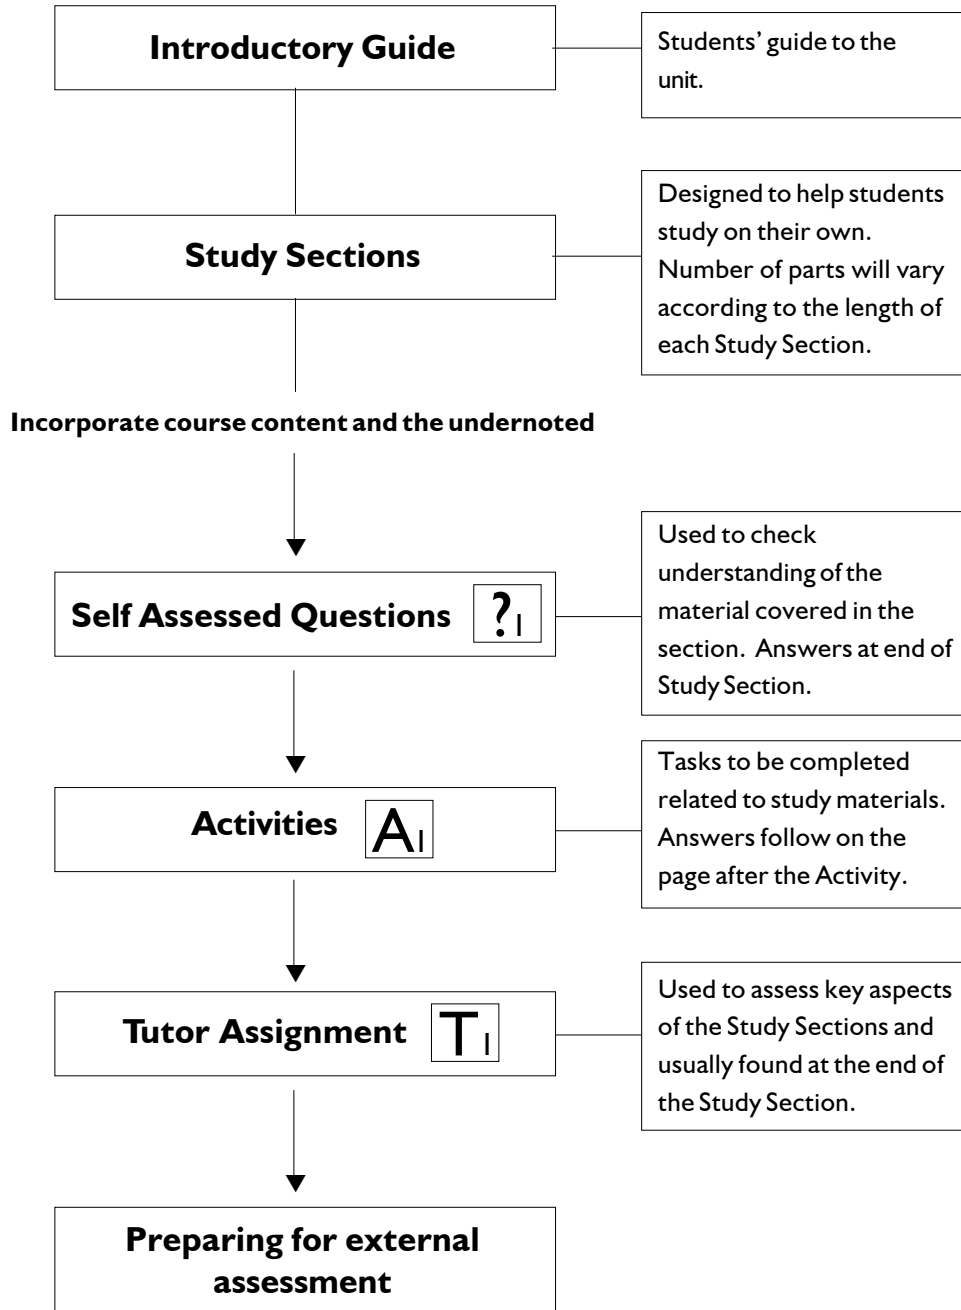 Introductory Guide
Students’ guide to the
unit.
Study Sections
Designed to help students
study on their own.
Number of parts will vary
according to the length of
each Study Section.
Incorporate course content and the undernoted
Self Assessed Questions ?1
Used to check
understanding of the
material covered in the
section. Answers at end of
Study Section.
Activities A1
Tasks to be completed
related to study materials.
Answers follow on the
page after the Activity.
Tutor Assignment T1
Used to assess key aspects
of the Study Sections and
usually found at the end of
the Study Section.
Preparing for external
assessment